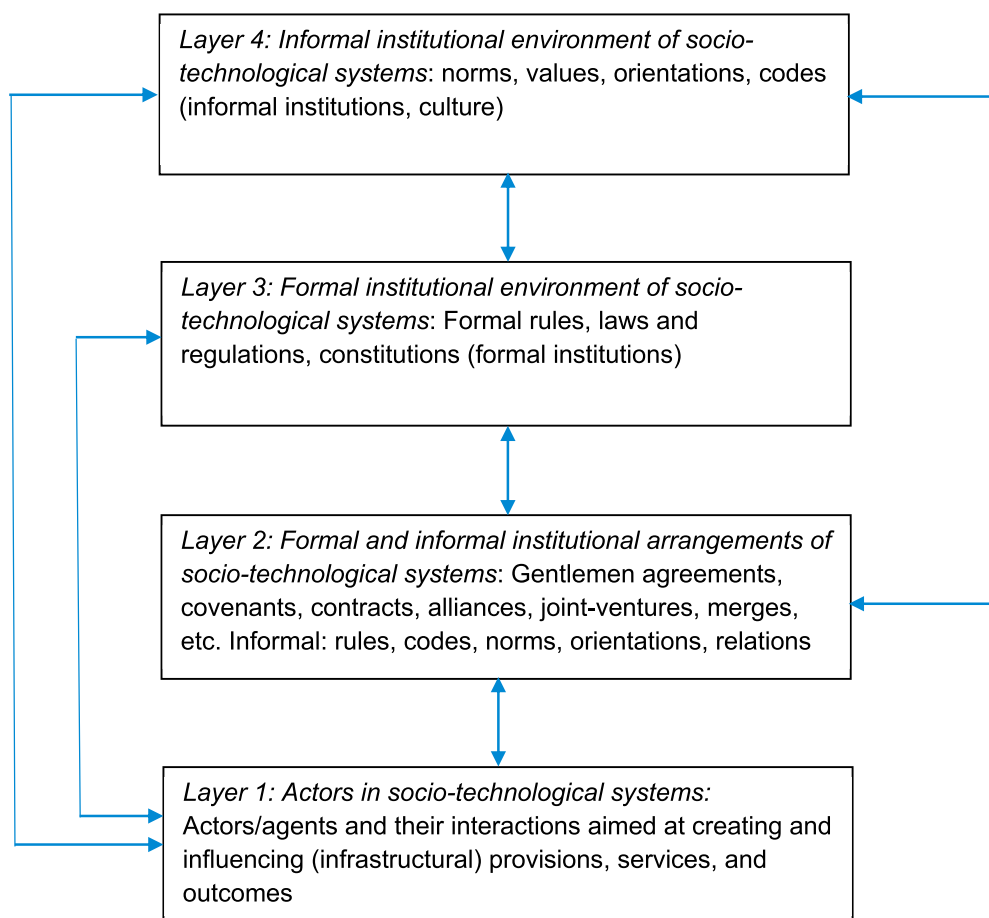 Layer 4: Informal institutional environment of socio-
technological systems: norms, values, orientations, codes
(informal institutions, culture)
Layer 3: Formal institutional environment of socio-
technological systems: Formal rules, laws and
regulations, constitutions (formal institutions)
Layer 2: Formal and informal institutional arrangements of
socio-technological systems: Gentlemen agreements,
covenants, contracts, alliances, joint-ventures, merges,
etc. Informal: rules, codes, norms, orientations, relations
Layer 1: Actors in socio-technological systems:
Actors/agents and their interactions aimed at creating and
influencing (infrastructural) provisions, services, and
outcomes